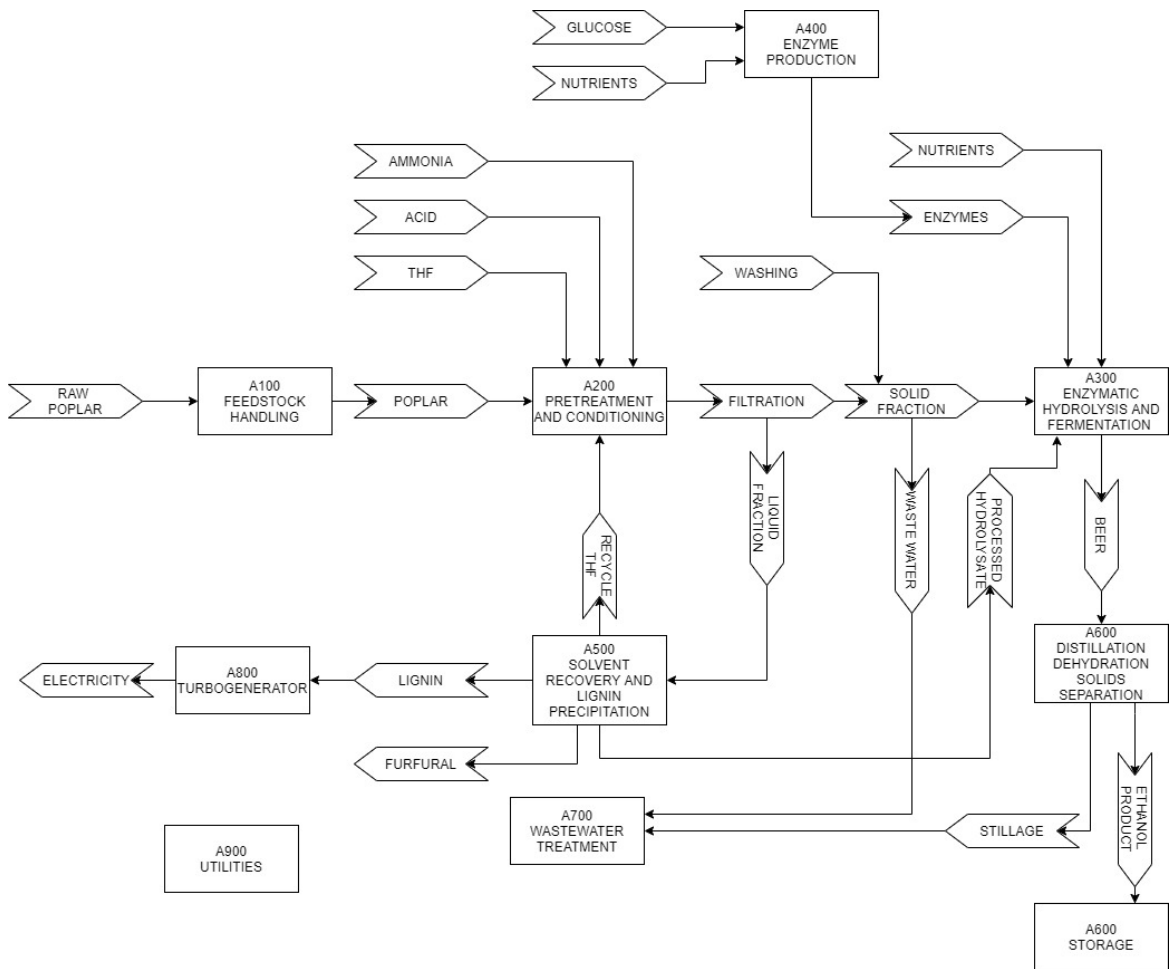 GLUCOSE
A400
ENZYME
PRODUCTION
NUTRIENTS
AMMONIA
NUTRIENTS
ACID
ENZYMES
THF
WASHING
RAW
POPLAR
A100
FEEDSTOCK
HANDLING
POPLAR
A200
PRETREATMENT
AND CONDITIONING
FILTRATION
SOLID
FRACTION
A300
ENZYMATIC
HYDROLYSIS AND
FERMENTATION
LIQUID
FRACTION
WASTE WATER
PROCESSED
HYDROLYSATE
BEER
RECYCLE
THF
ELECTRICITY
A800
TURBOGENERATOR
LIGNIN
A500
SOLVENT
RECOVERY AND
LIGNIN
PRECIPITATION
A600
DISTILLATION
DEHYDRATION
SOLIDS
SEPARATION
FURFURAL
ETHANOL
PRODUCT
A700
WASTEWATER
TREATMENT
STILLAGE
A900
UTILITIES
A600
STORAGE